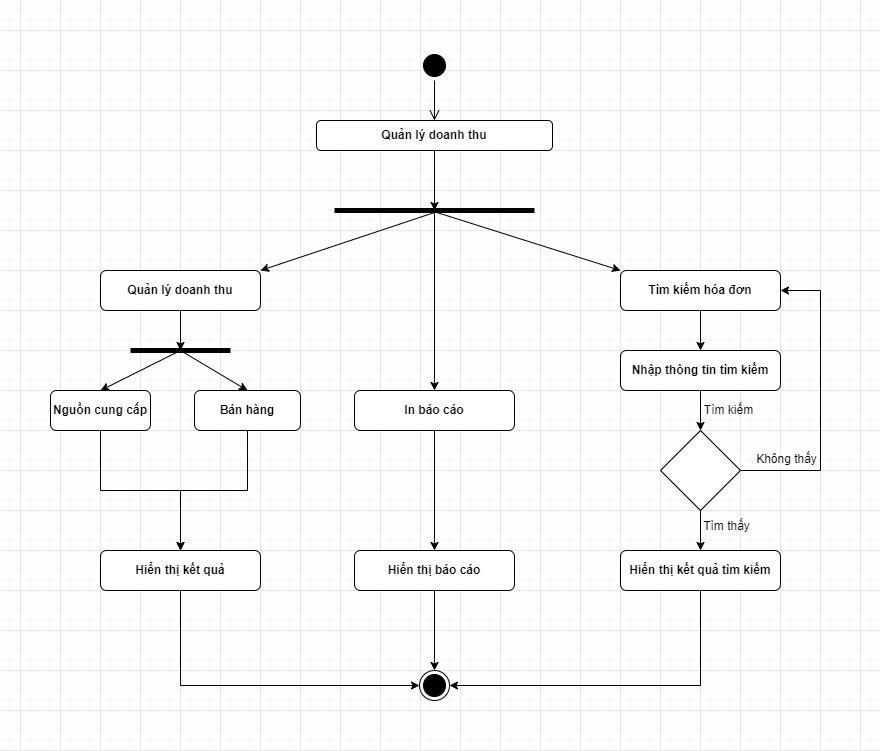 Quản lý doanh thu
Quản lý doanh thu
Tìm kiếm hóa đơn
Nhập thông tin tìm kiếm
Nguồn cung cấp
Bán hàng
In báo cáo
Tìm kiếm
Không thấy
Tìm thấy
Hiển thị kết quả
Hiển thị báo cáo
Hiển thị kết quả tìm kiếm